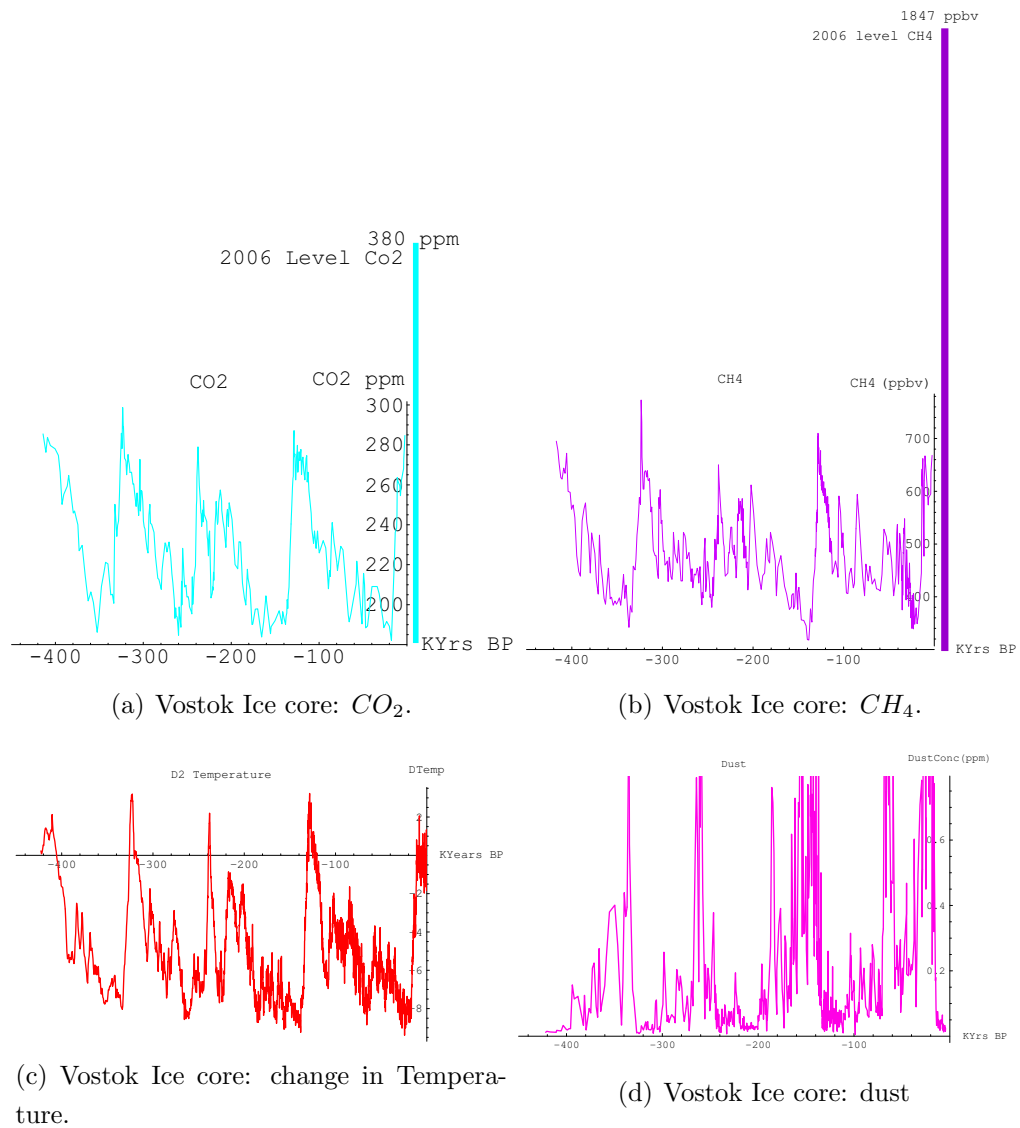 1847 ppbv
2006 level CH4
380 ppm
2006 Level Co2
CO2
CO2 ppm
300
280
260
240
220
200
-400 -300 -200 -100
KYrs BP
CH4
CH4 (ppbv)
700
600
500
400
-400 -300 -200 -100
KYrs BP
(a) Vostok Ice core: CO₂.
(b) Vostok Ice core: CH₄.
D2 Temperature
DTemp
2
-400 -300 -200 -100
KYears BP
-2
-4
-6
-8
Dust
DustConc(ppm)
0.6
0.4
0.2
-400 -300 -200 -100
KYrs BP
(c) Vostok Ice core: change in Tempera-
ture.
(d) Vostok Ice core: dust